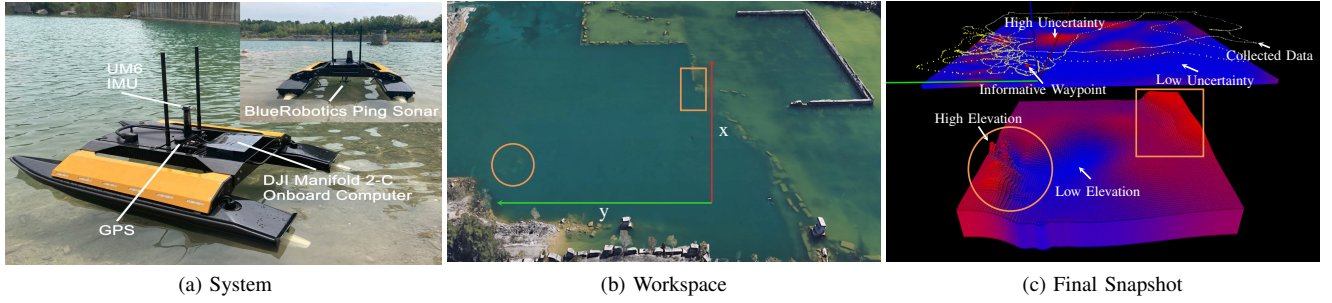 UM6
IMU
BlueRobotics Ping Sonar
DJI Manifold 2-C
Onboard Computer
GPS
x
y
High Uncertainty
Collected Data
Low Uncertainty
Informative Waypoint
High Elevation
Low Elevation
(a) System
(b) Workspace
(c) Final Snapshot